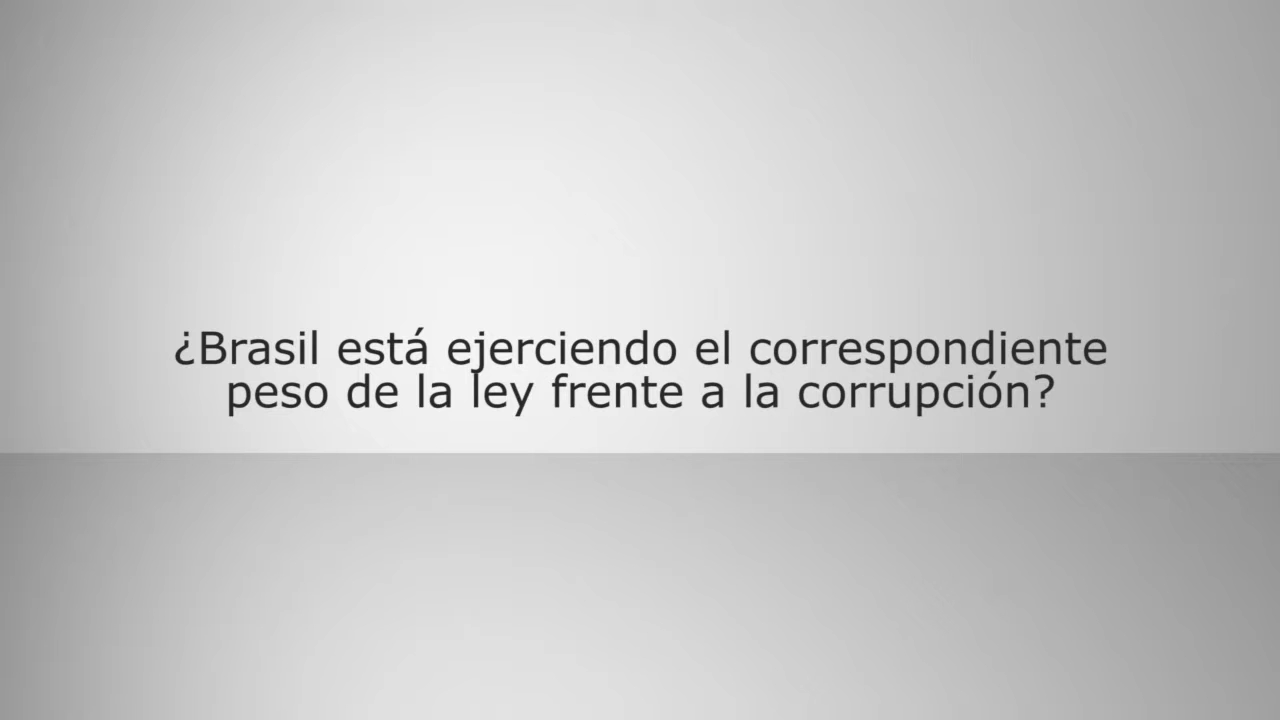 ¿Brasil está ejerciendo el correspondiente
peso de la ley frente a la corrupción?